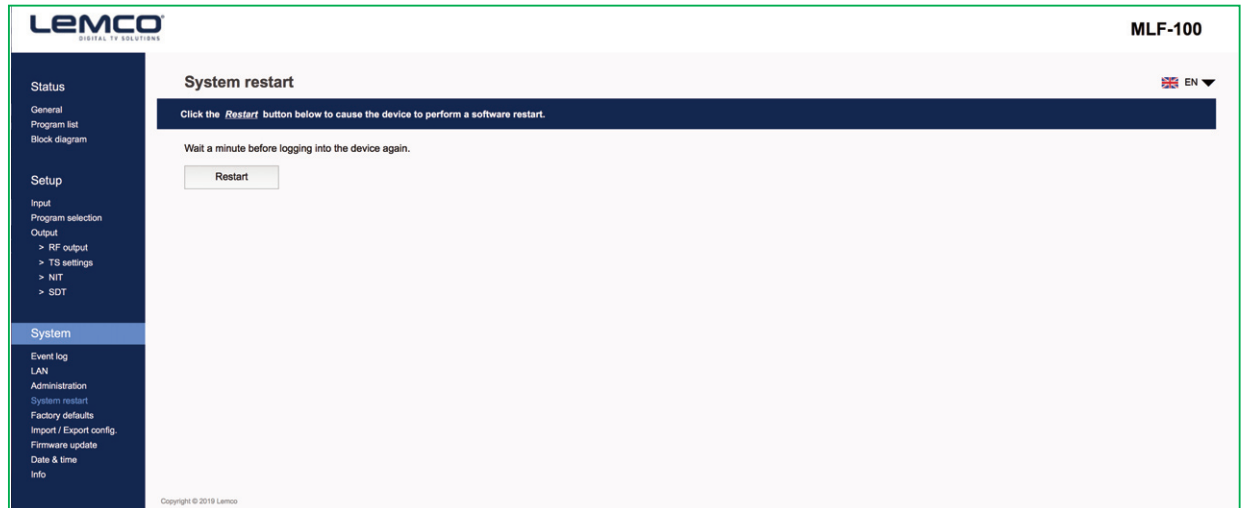 LEMCO
DIGITAL TV SOLUTIONS
MLF-100
Status
General
Program list
Block diagram
Setup
Input
Program selection
Output
> RF output
> TS settings
> NIT
> SDT
System
Event log
LAN
Administration
System restart
Factory defaults
Import / Export config.
Firmware update
Date & time
Info
System restart
EN
Click the Restart button below to cause the device to perform a software restart.
Wait a minute before logging into the device again.
Restart
Copyright © 2019 Lemco